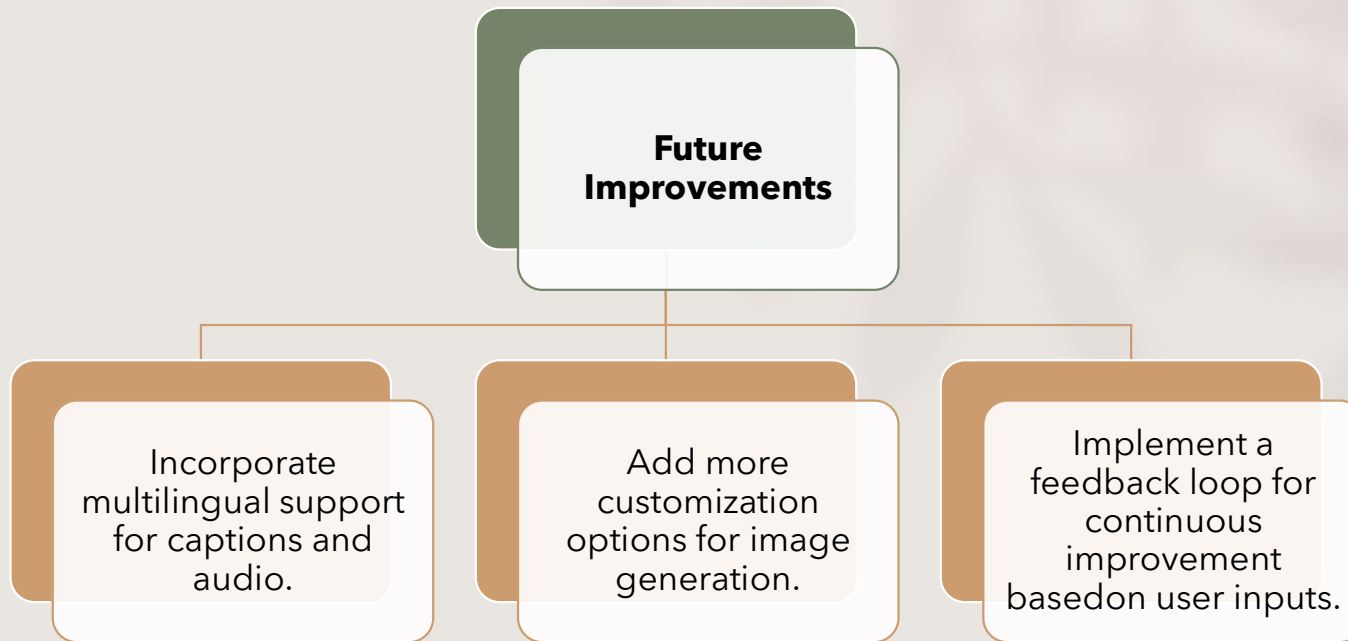 Future
Improvements
Incorporate
multilingual support
for captions and
audio.
Add more
customization
options for image
generation.
Implement a
feedback loop for
continuous
improvement
basedon user inputs.